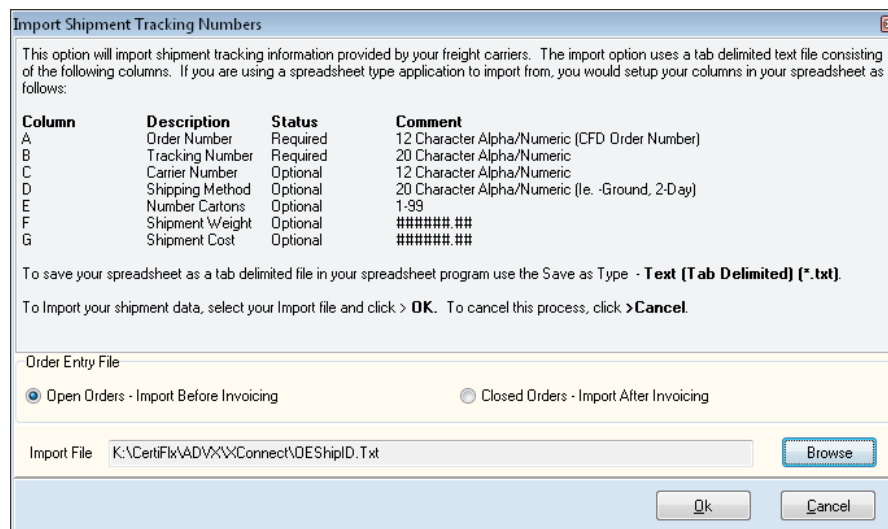 Import Shipment Tracking Numbers
This option will import shipment tracking information provided by your freight carriers. The import option uses a tab delimited text file consisting
of the following columns. If you are using a spreadsheet type application to import from, you would setup your columns in your spreadsheet as
follows:
Column Description Status Comment
A Order Number Required 12 Character Alpha/Numeric (CFD Order Number)
B Tracking Number Required 20 Character Alpha/Numeric
C Carrier Number Optional 12 Character Alpha/Numeric
D Shipping Method Optional 20 Character Alpha/Numeric (Ie. -Ground, 2-Day)
E Number Cartons Optional 1-99
F Shipment Weight Optional ######.##
G Shipment Cost Optional ######.##
To save your spreadsheet as a tab delimited file in your spreadsheet program use the Save as Type - Text (Tab Delimited) (*.txt).
To Import your shipment data, select your Import file and click > OK. To cancel this process, click >Cancel.
Order Entry File
Open Orders - Import Before Invoicing Closed Orders - Import After Invoicing
Import File K:\CertiFlx\ADVX\XConnect\OEShipID.Txt Browse
Ok Cancel